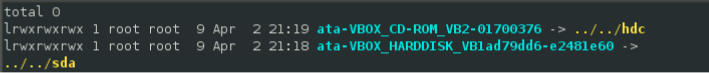 total 0
lrwxrwxrwx 1 root root  9 Apr  2 21:19 ata-VBOX_CD-ROM_VB2-01700376 -> ../../hdc
lrwxrwxrwx 1 root root  9 Apr  2 21:18 ata-VBOX_HARDDISK_VB1ad79dd6-e2481e60 ->
../../sda